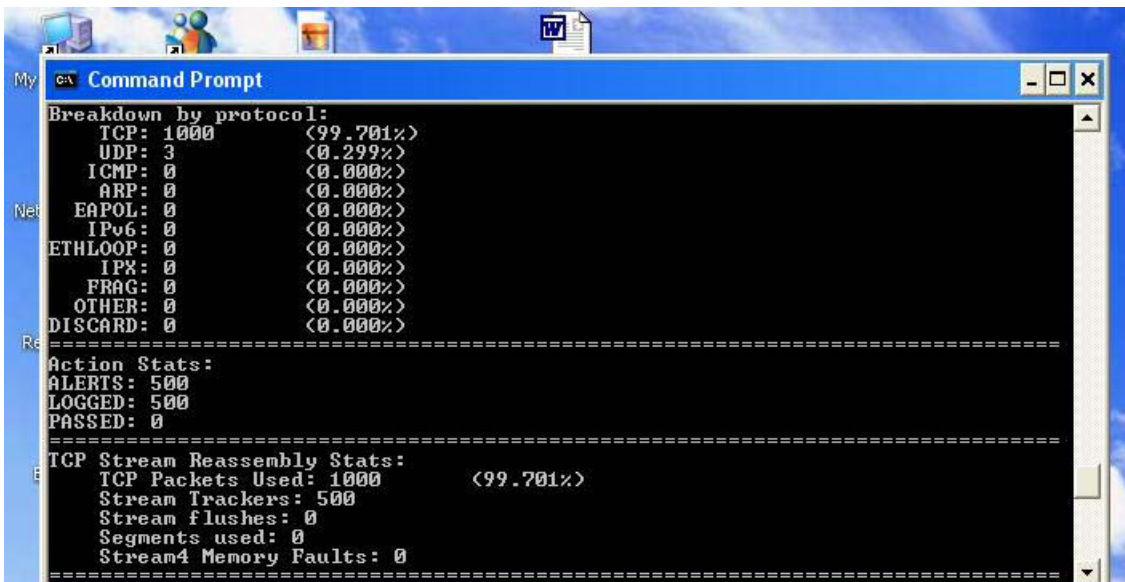 My
Net
Re
C:\ Command Prompt
Breakdown by protocol:
TCP: 1000 (99.701%)
UDP: 3 (0.299%)
ICMP: 0 (0.000%)
ARP: 0 (0.000%)
EAPOL: 0 (0.000%)
IPv6: 0 (0.000%)
ETHLOOP: 0 (0.000%)
IPX: 0 (0.000%)
FRAG: 0 (0.000%)
OTHER: 0 (0.000%)
DISCARD: 0 (0.000%)
================================================================================
Action Stats:
ALERTS: 500
LOGGED: 500
PASSED: 0
================================================================================
TCP Stream Reassembly Stats:
TCP Packets Used: 1000 (99.701%)
Stream Trackers: 500
Stream flushes: 0
Segments used: 0
Stream4 Memory Faults: 0
================================================================================